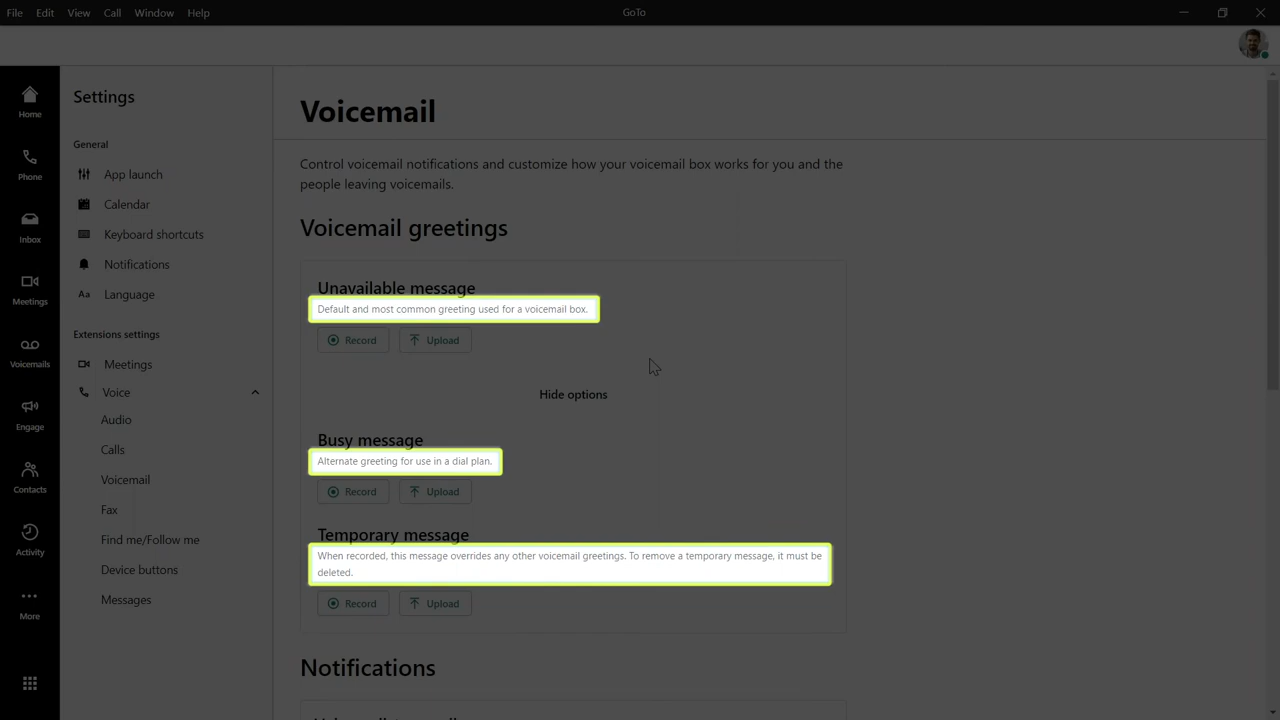 File Edit View Call Window Help GoTo
Home
Phone
Inbox
Meetings
Voicemails
Engage
Contacts
Activity
More
Settings
General
App launch
Calendar
Keyboard shortcuts
Notifications
Aa Language
Extensions settings
Meetings
Voice
Audio
Calls
Voicemail
Fax
Find me/Follow me
Device buttons
Messages
Voicemail
Control voicemail notifications and customize how your voicemail box works for you and the
people leaving voicemails.
Voicemail greetings
Unavailable message
Default and most common greeting used for a voicemail box.
Record Upload
Hide options
Busy message
Alternate greeting for use in a dial plan.
Record Upload
Temporary message
When recorded, this message overrides any other voicemail greetings. To remove a temporary message, it must be
deleted.
Record Upload
Notifications